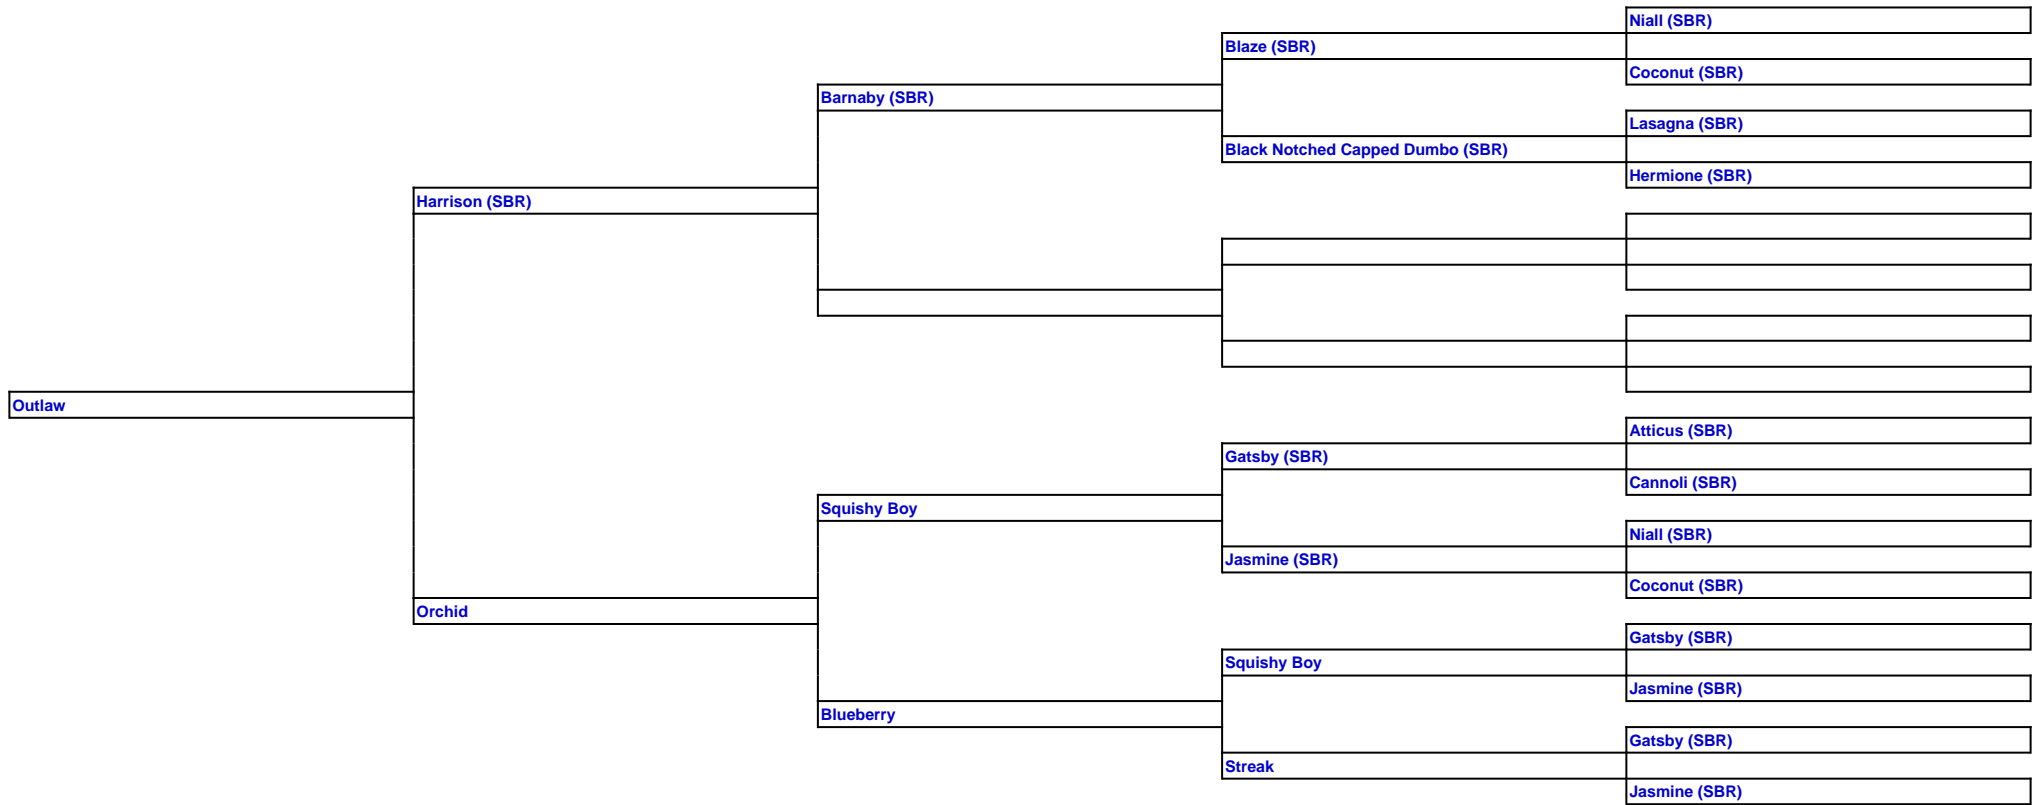 Niall (SBR)
Blaze (SBR)
Coconut (SBR)
Barnaby (SBR)
Lasagna (SBR)
Black Notched Capped Dumbo (SBR)
Hermione (SBR)
Harrison (SBR)
Outlaw
Atticus (SBR)
Gatsby (SBR)
Cannoli (SBR)
Squishy Boy
Niall (SBR)
Jasmine (SBR)
Coconut (SBR)
Orchid
Gatsby (SBR)
Squishy Boy
Jasmine (SBR)
Blueberry
Gatsby (SBR)
Streak
Jasmine (SBR)